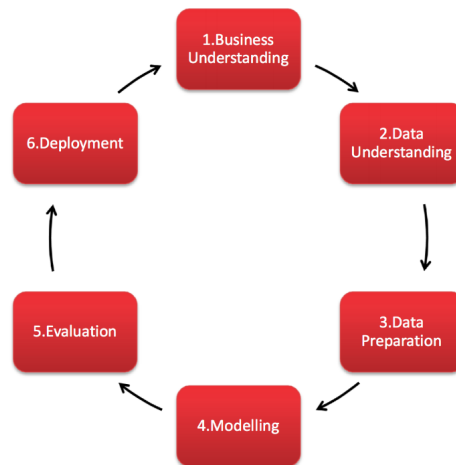 1.Business
Understanding
2.Data
Understanding
3.Data
Preparation
4.Modelling
5.Evaluation
6.Deployment